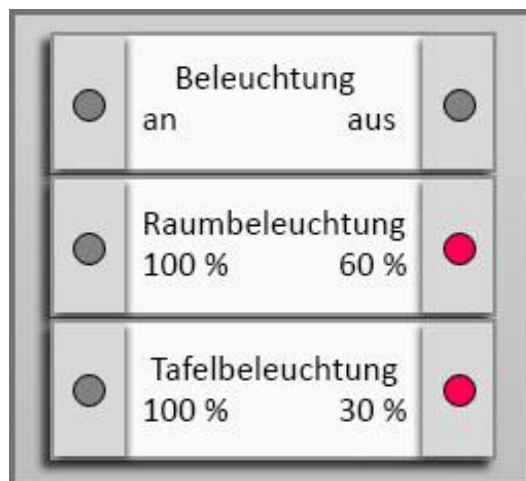 Beleuchtung
an aus
Raumbeleuchtung
100 % 60 %
Tafelbeleuchtung
100 % 30 %